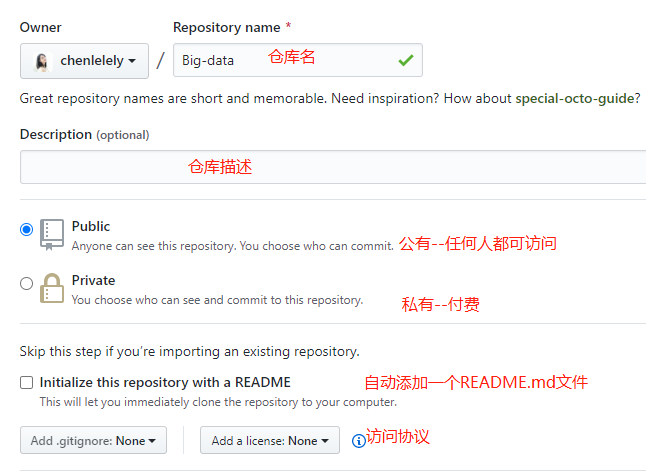 Owner
Repository name *
chenlelely / Big-data 仓库名
Great repository names are short and memorable. Need inspiration? How about special-octo-guide?
Description (optional)
仓库描述
Public
Anyone can see this repository. You choose who can commit. 公有--任何人都可访问
Private
You choose who can see and commit to this repository. 私有--付费
Skip this step if you're importing an existing repository.
Initialize this repository with a README 自动添加一个README.md文件
This will let you immediately clone the repository to your computer.
Add .gitignore: None Add a license: None 访问协议